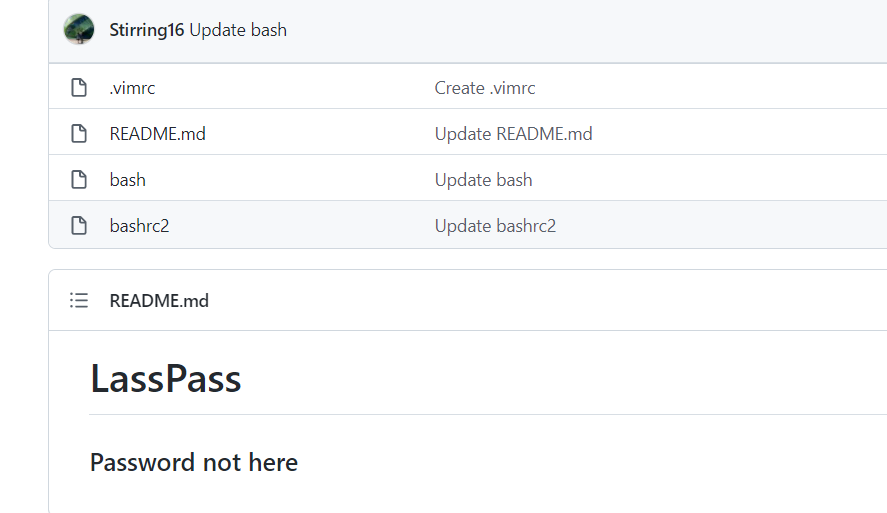 Stirring16 Update bash
.vimrc Create .vimrc
README.md Update README.md
bash Update bash
bashrc2 Update bashrc2
README.md
LassPass
Password not here